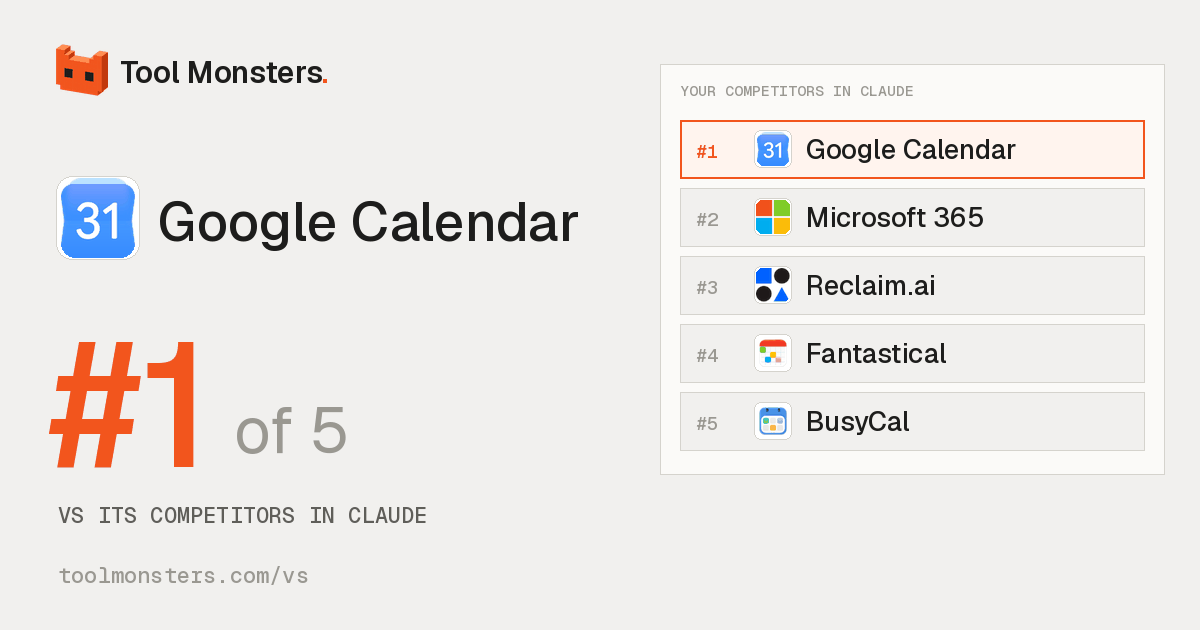 Tool Monsters.
31
Google Calendar
#1 of 5
VS ITS COMPETITORS IN CLAUDE
toolmonsters.com/vs
YOUR COMPETITORS IN CLAUDE
#1 31 Google Calendar
#2 Microsoft 365
#3 Reclaim.ai
#4 Fantastical
#5 BusyCal